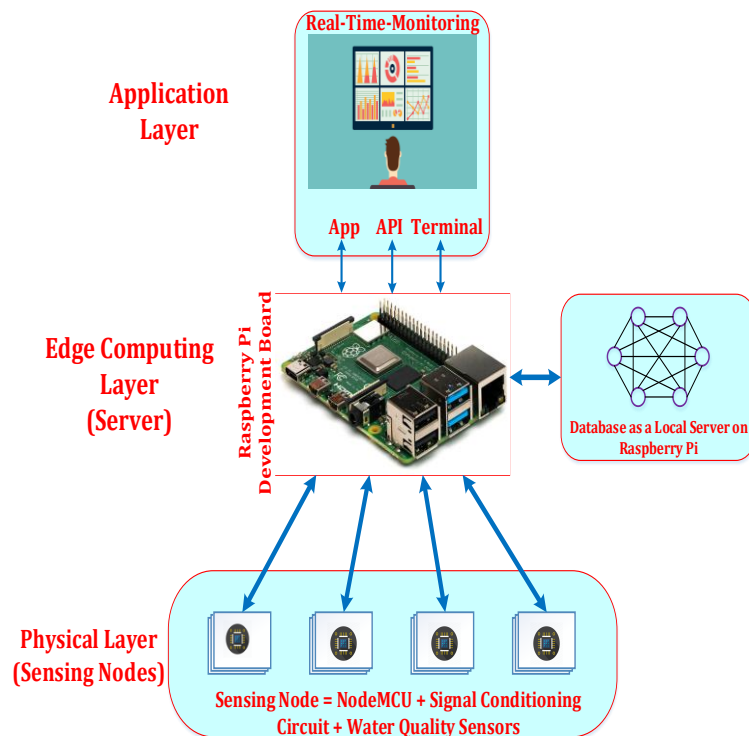 Real-Time-Monitoring
Application
Layer
App API Terminal
Edge Computing
Layer
(Server)
Raspberry Pi
Development Board
Database as a Local Server on
Raspberry Pi
Physical Layer
(Sensing Nodes)
Sensing Node = NodeMCU + Signal Conditioning
Circuit + Water Quality Sensors